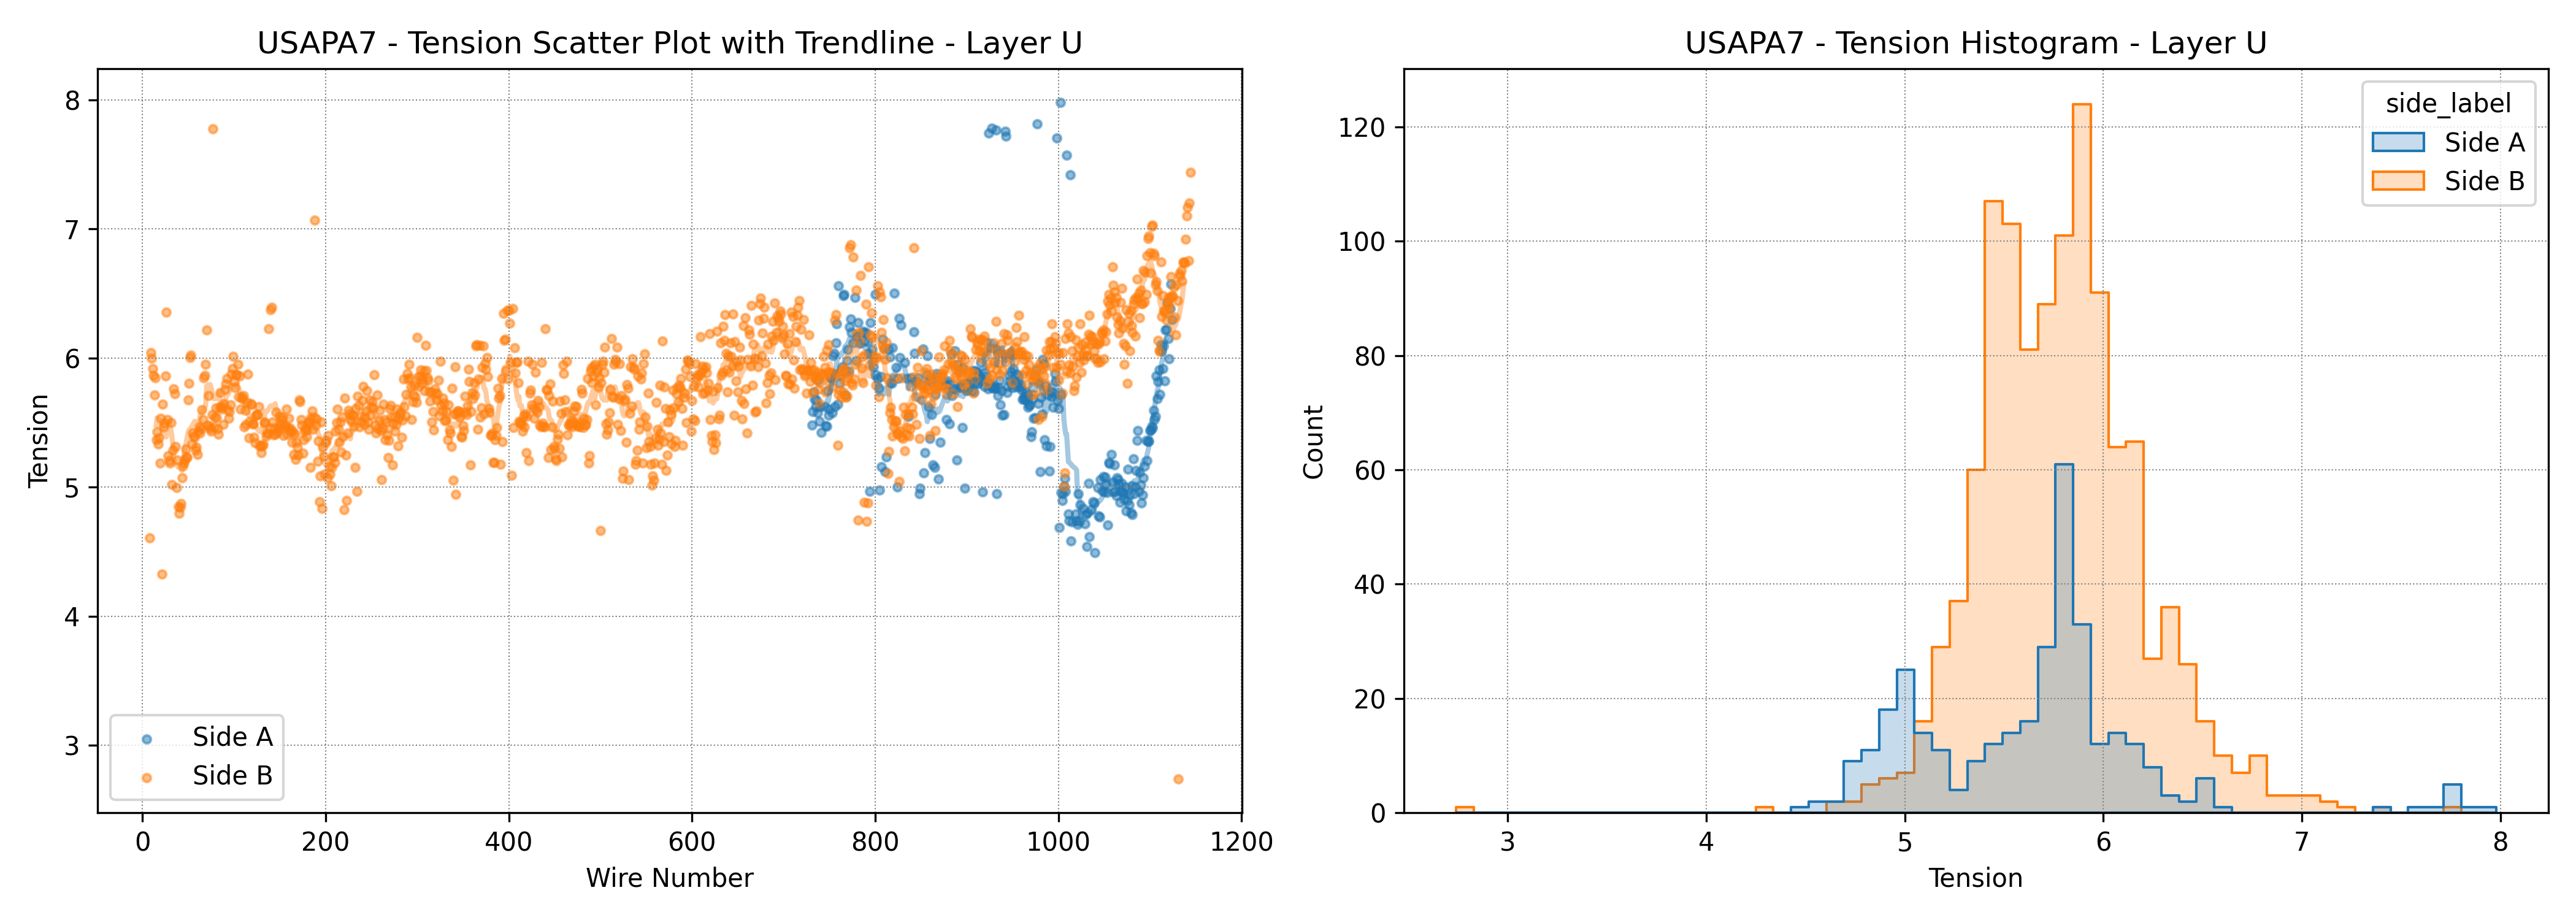 USAPA7 - Tension Scatter Plot with Trendline - Layer U
8
7
6
5
4
3
Tension
0
200
400
600
800
1000
1200
Wire Number
Side A
Side B
USAPA7 - Tension Histogram - Layer U
120
100
80
60
40
20
0
Count
3
4
5
6
7
8
Tension
side_label
Side A
Side B